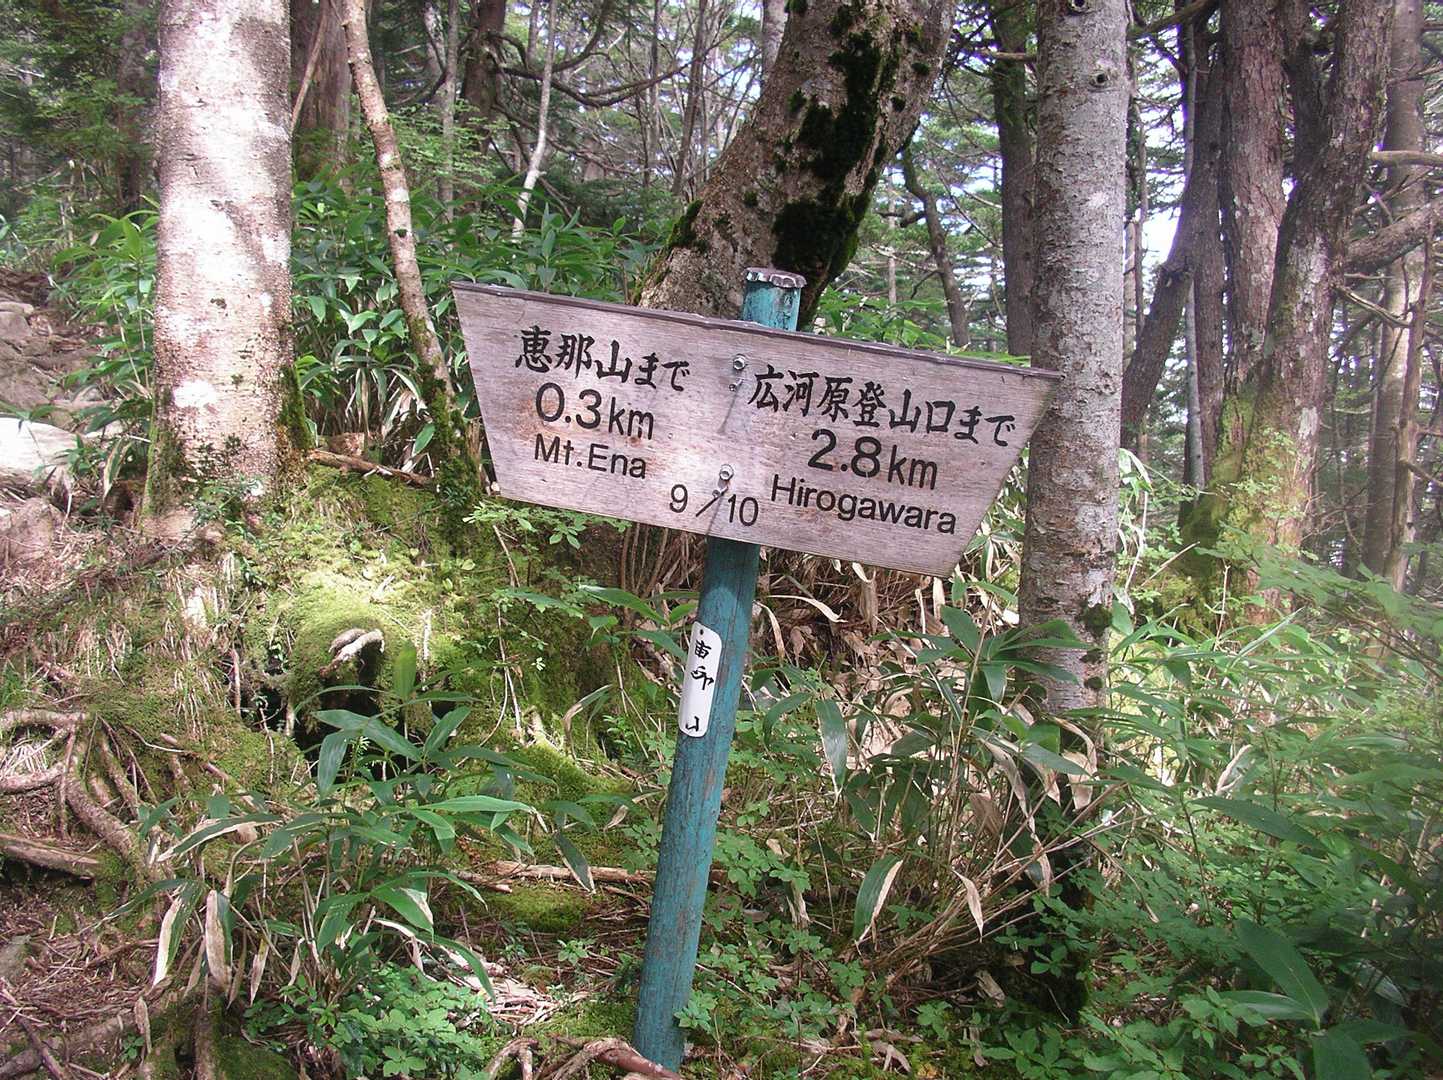 恵那山まで
0.3km
Mt.Ena
広河原登山口まで
2.8km
Hirogawara
9/10
山